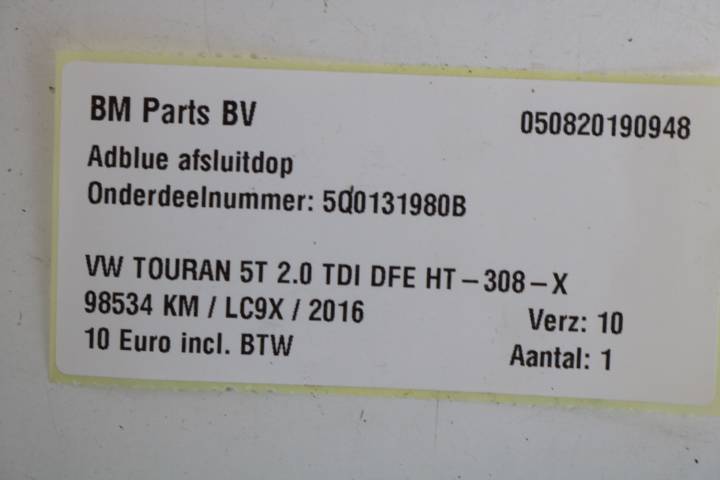 BM Parts BV 050820190948
Adblue afsluitdop
Onderdeelnummer: 5Q0131980B
VW TOURAN 5T 2.0 TDI DFE HT-308-X
98534 KM / LC9X / 2016 Verz: 10
10 Euro incl. BTW Aantal: 1